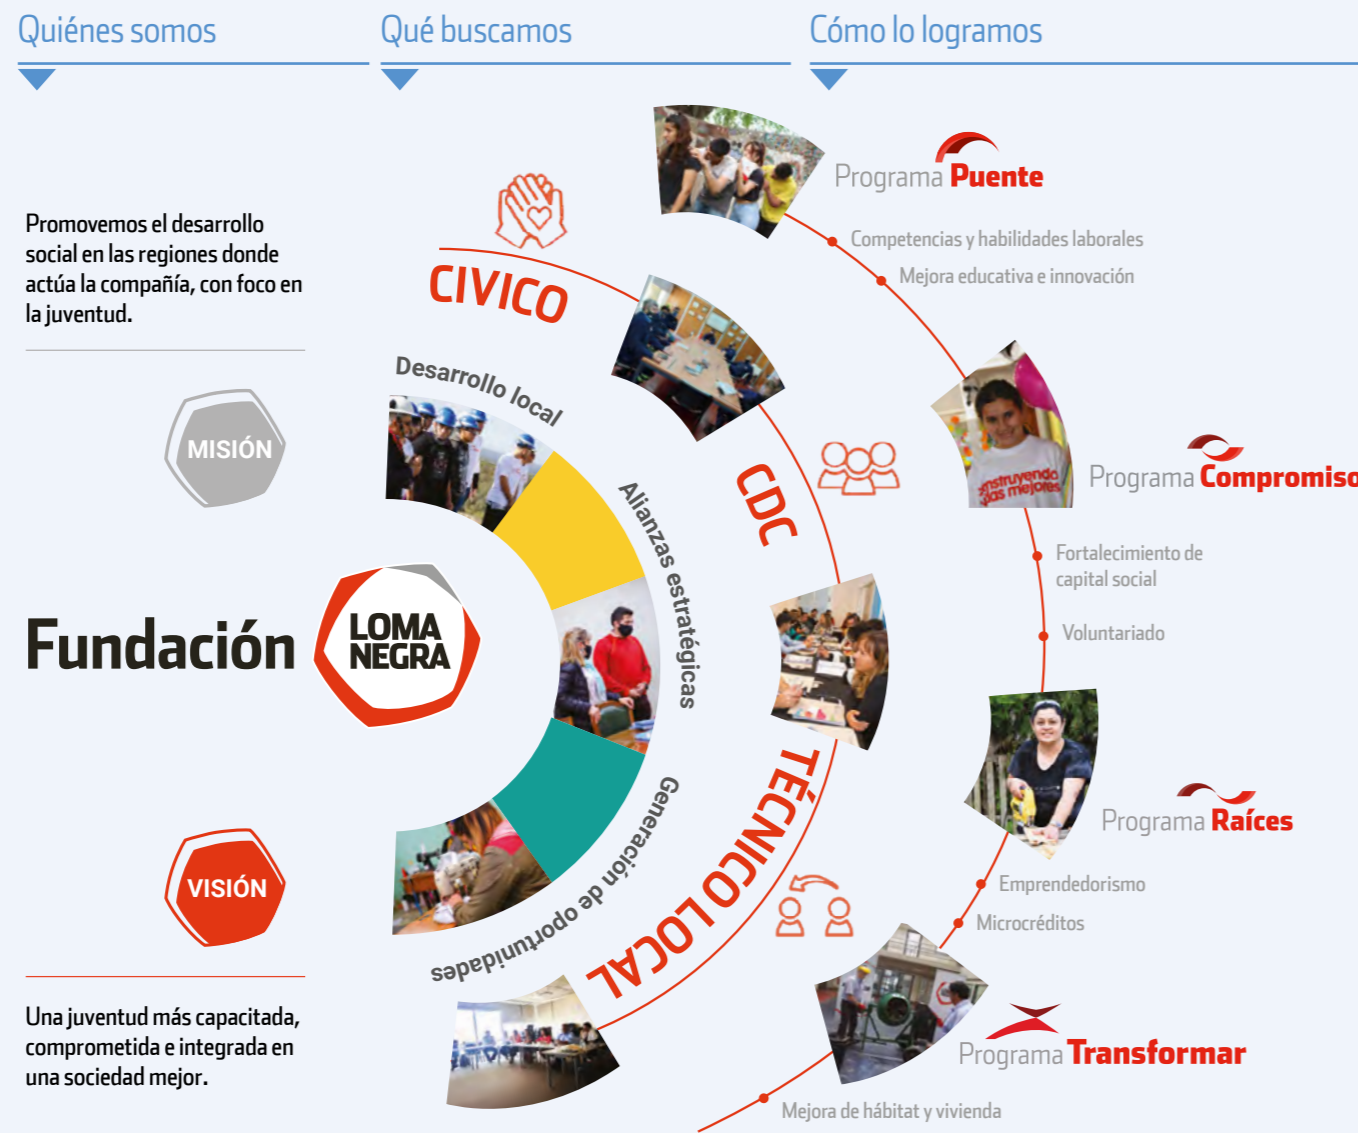 Quiénes somos
Qué buscamos
Cómo lo logramos
Promovemos el desarrollo
social en las regiones donde
actúa la compañía, con foco en
la juventud.
MISIÓN
Fundación
LOMA
NEGRA
VISIÓN
Una juventud más capacitada,
comprometida e integrada en
una sociedad mejor.
Desarrollo local
Alianzas estratégicas
Generación de oportunidades
CIVICO
CDC
TÉCNICO LOCAL
Programa Puente
Competencias y habilidades laborales
Mejora educativa e innovación
nstruyendo
las mejores
Programa Compromiso
Fortalecimiento de
capital social
Voluntariado
Programa Raíces
Emprendedorismo
Microcréditos
Programa Transformar
Mejora de hábitat y vivienda